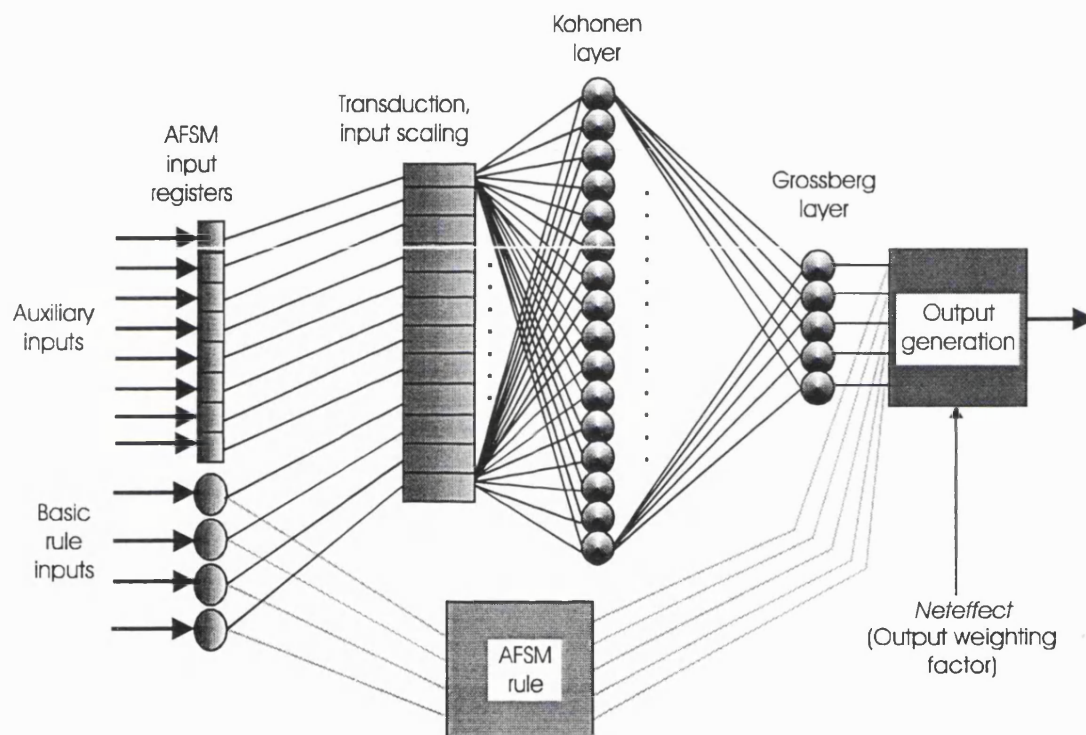 Kohonen
layer
Transduction,
input scaling
AFSM
input
registers
Grossberg
layer
Auxiliary
inputs
Output
generation
Basic
rule
inputs
Neteffect
(Output weighting
factor)
AFSM
rule